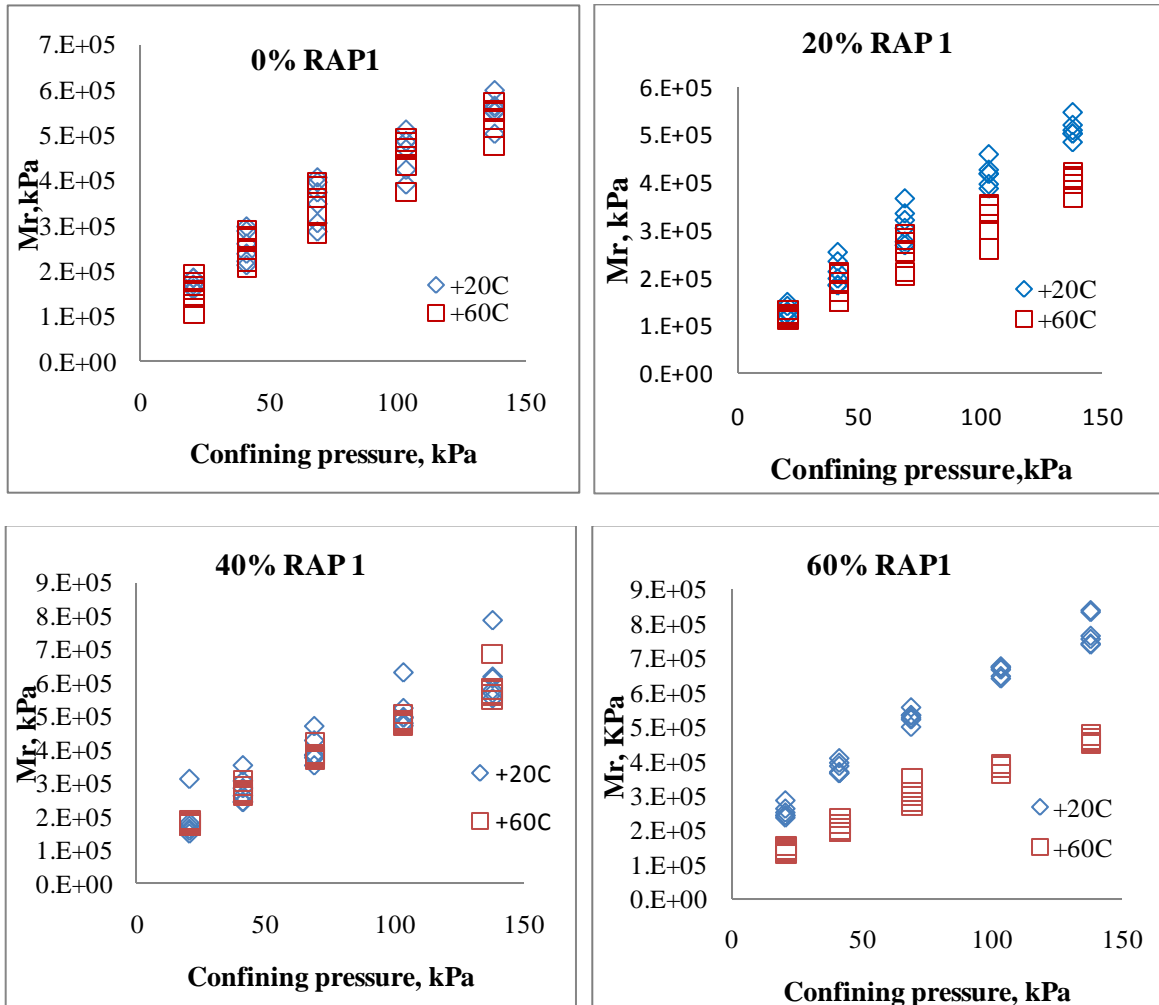 0% RAP1
7.E+05
6.E+05
5.E+05
4.E+05
3.E+05
2.E+05
1.E+05
0.E+00
Mr,kPa
+20C
+60C
0 50 100 150
Confining pressure, kPa
20% RAP 1
6.E+05
5.E+05
4.E+05
3.E+05
2.E+05
1.E+05
0.E+00
Mr, kPa
+20C
+60C
0 50 100 150
Confining pressure,kPa
40% RAP 1
9.E+05
8.E+05
7.E+05
6.E+05
5.E+05
4.E+05
3.E+05
2.E+05
1.E+05
0.E+00
Mr, kPa
+20C
+60C
0 50 100 150
Confining pressure, kPa
60% RAP1
9.E+05
8.E+05
7.E+05
6.E+05
5.E+05
4.E+05
3.E+05
2.E+05
1.E+05
0.E+00
Mr, KPa
+20C
+60C
0 50 100 150
Confining pressure, kPa